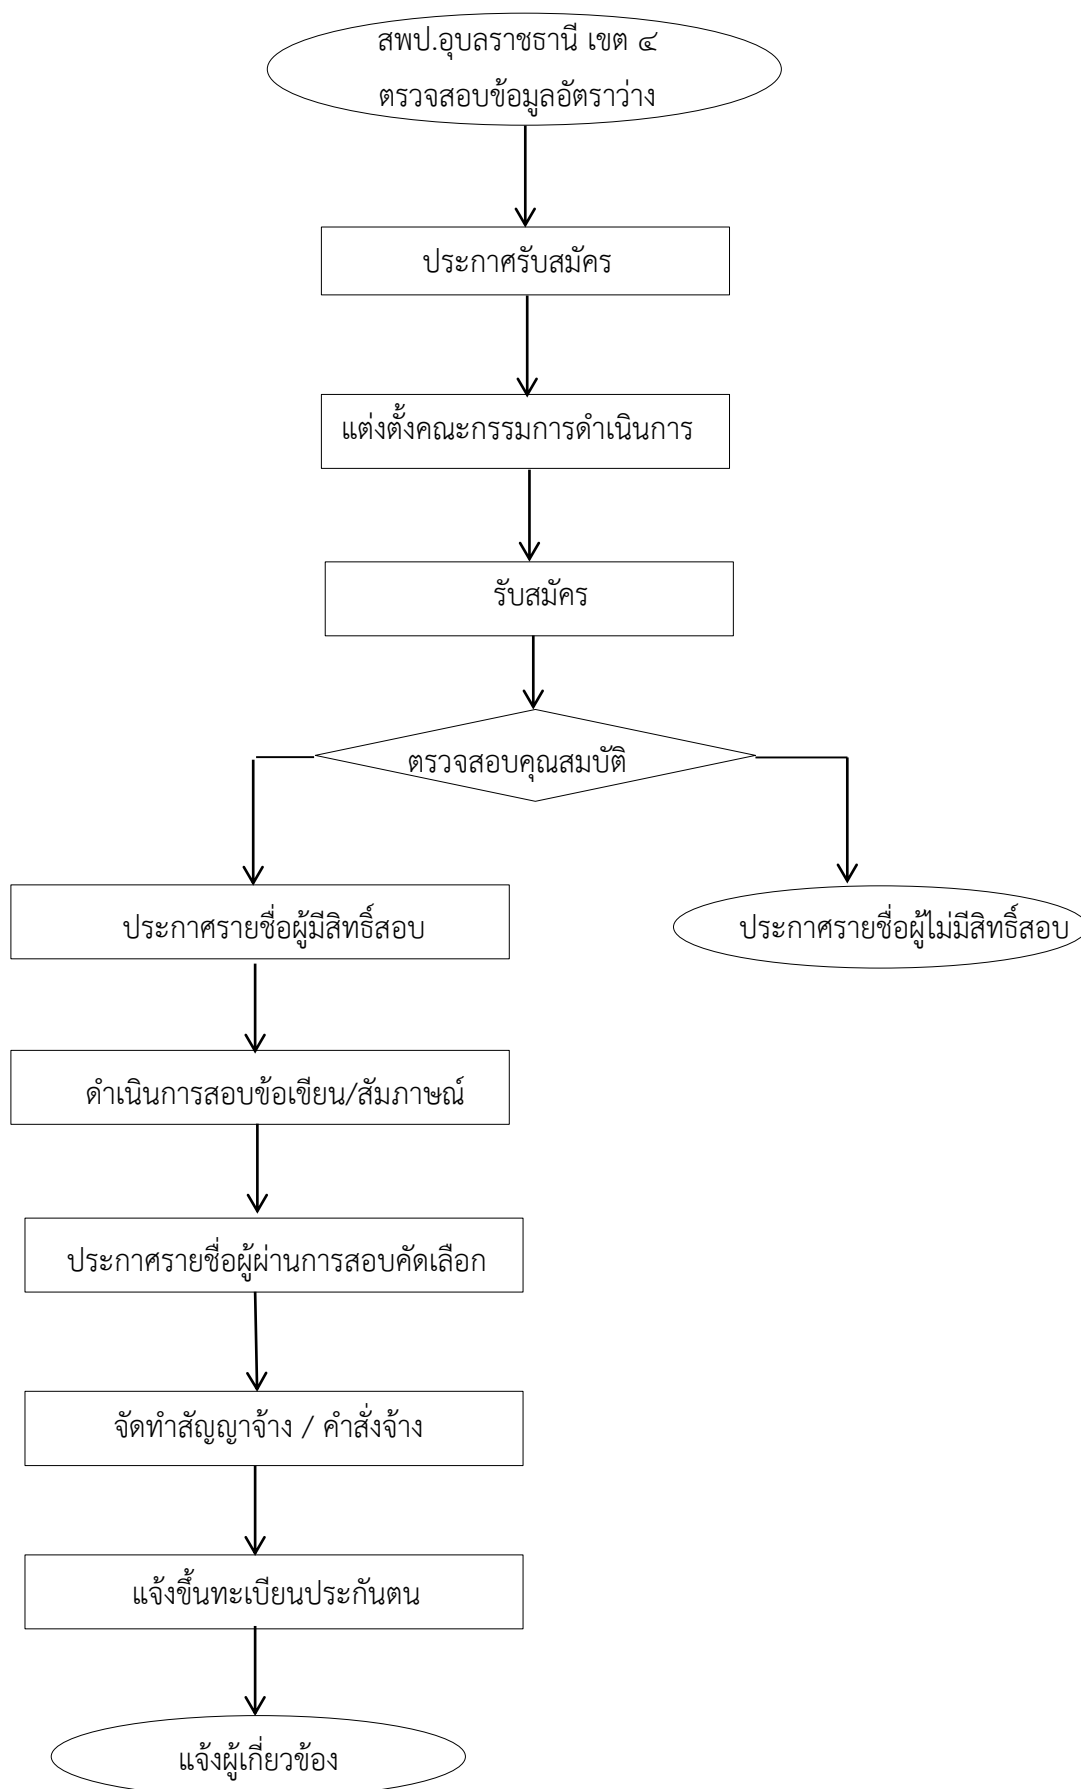 สพป.อุบลราชธานี เขต ๔
ตรวจสอบข้อมูลอัตราว่าง
ประกาศรับสมัคร
แต่งตั้งคณะกรรมการดำเนินการ
รับสมัคร
ตรวจสอบคุณสมบัติ
ประกาศรายชื่อผู้มีสิทธิ์สอบ
ประกาศรายชื่อผู้ไม่มีสิทธิ์สอบ
ดำเนินการสอบข้อเขียน/สัมภาษณ์
ประกาศรายชื่อผู้ผ่านการสอบคัดเลือก
จัดทำสัญญาจ้าง / คำสั่งจ้าง
แจ้งขึ้นทะเบียนประกันตน
แจ้งผู้เกี่ยวข้อง